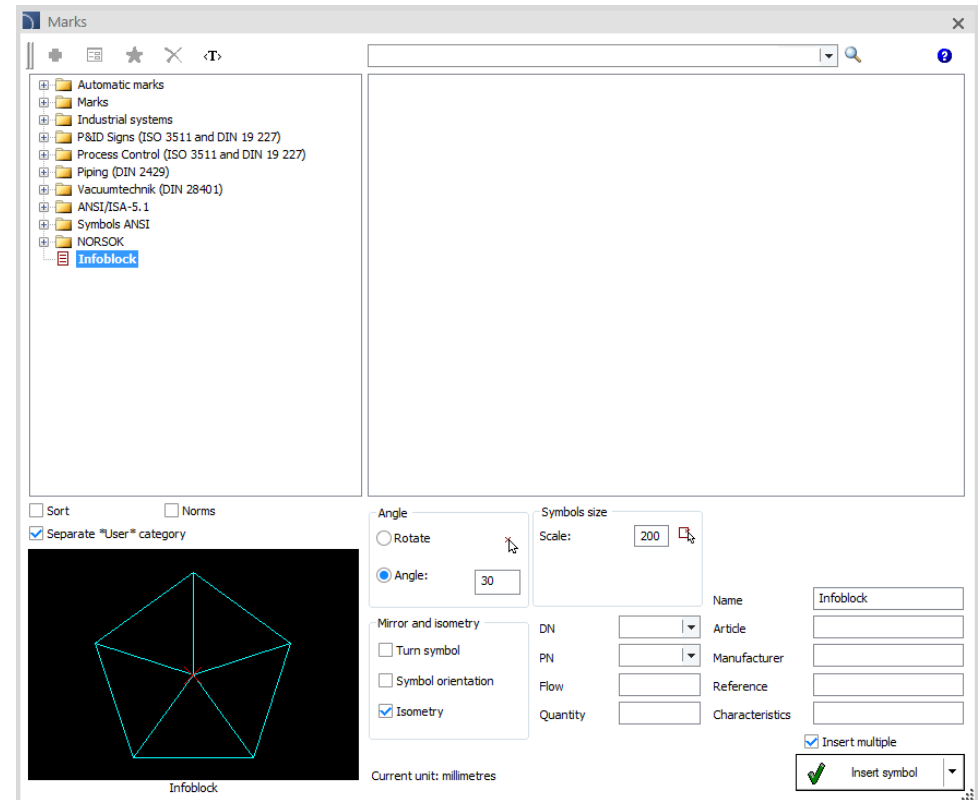 Marks
<T>
Automatic marks
Marks
Industrial systems
P&ID Signs (ISO 3511 and DIN 19 227)
Process Control (ISO 3511 and DIN 19 227)
Piping (DIN 2429)
Vacuumtechnik (DIN 28401)
ANSI/ISA-5.1
Symbols ANSI
NORSOK
Infoblock
Sort
Norms
Separate *User* category
Infoblock
Angle
Rotate
Angle: 30
Symbols size
Scale: 200
Mirror and isometry
Turn symbol
Symbol orientation
Isometry
DN
PN
Flow
Quantity
Name Infoblock
Article
Manufacturer
Reference
Characteristics
Insert multiple
Current unit: millimetres
Insert symbol